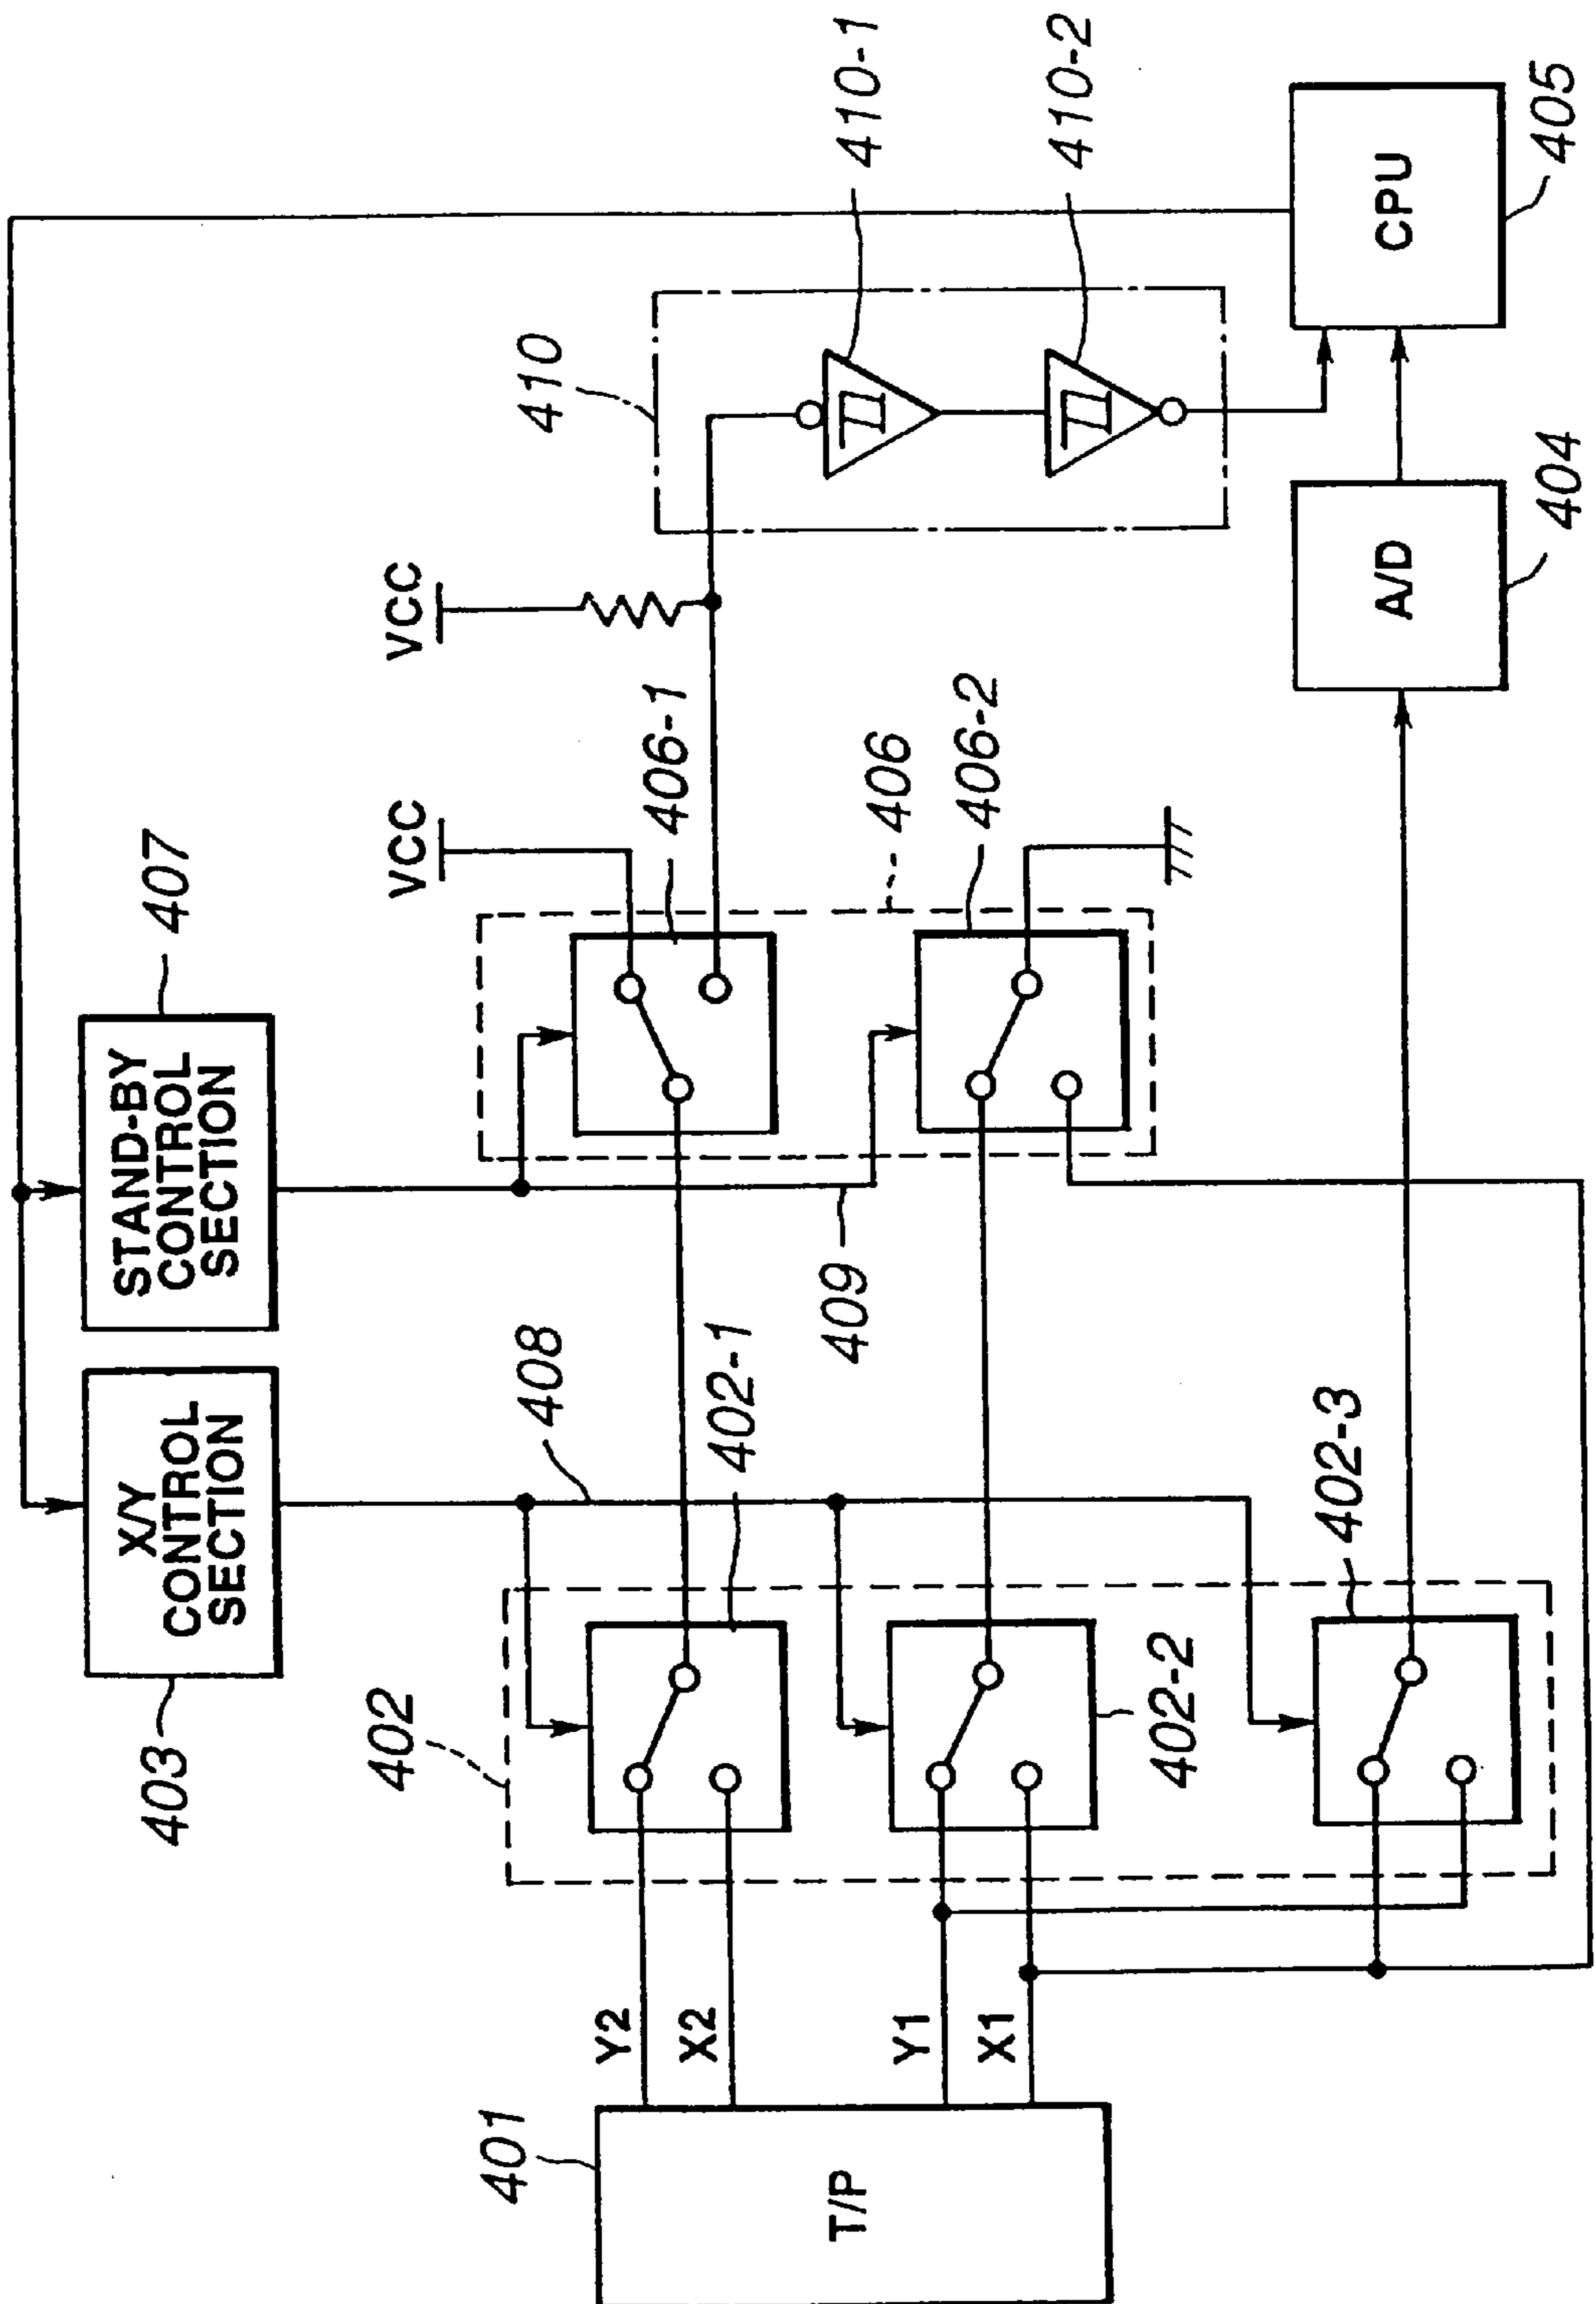 403
X/Y
CONTROL
SECTION
407
STAND-BY
CONTROL
SECTION
402
408
402-1
VCC
VCC
410
406-1
410-1
401
Y2
X2
Y1
X1
T/P
409
402-2
406
406-2
410-2
402-3
A/D
404
CPU
405